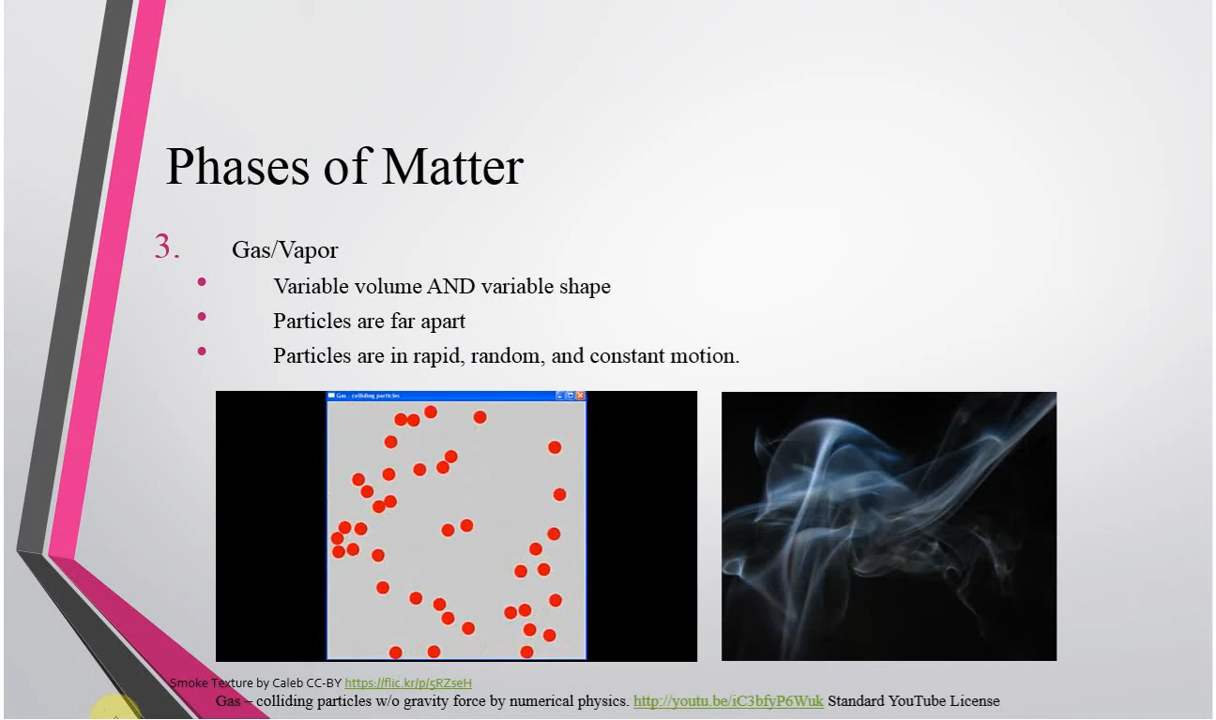 Phases of Matter
3. Gas/Vapor
• Variable volume AND variable shape
• Particles are far apart
• Particles are in rapid, random, and constant motion.
Gas - colliding particles
Smoke Texture by Caleb CC-BY https://flic.kr/p/5RZseH
Gas – colliding particles w/o gravity force by numerical physics. http://youtu.be/iC3bfyP6Wuk Standard YouTube License